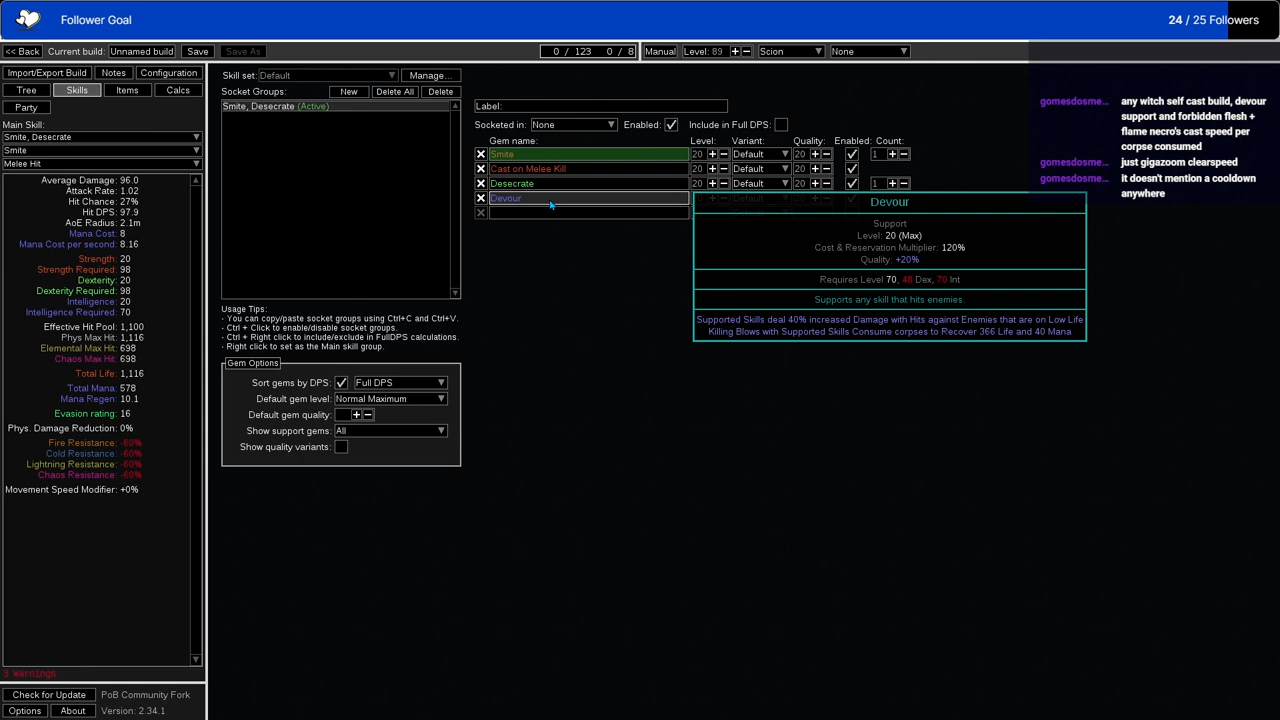 Follower Goal
24 / 25 Followers
<< Back Current build: Unnamed build Save Save As 0 / 123 0 / 8 Manual Level: 89 + - Scion None
Import/Export Build Notes Configuration
Tree Skills Items Calcs
Party
Main Skill:
Smite, Desecrate
Smite
Melee Hit
Average Damage: 96.0
Attack Rate: 1.02
Hit Chance: 27%
Hit DPS: 97.9
AoE Radius: 2.1m
Mana Cost: 8
Mana Cost per second: 8.16
Strength: 20
Strength Required: 98
Dexterity: 20
Dexterity Required: 98
Intelligence: 20
Intelligence Required: 70
Effective Hit Pool: 1,100
Phys Max Hit: 1,116
Elemental Max Hit: 698
Chaos Max Hit: 698
Total Life: 1,116
Total Mana: 578
Mana Regen: 10.1
Evasion rating: 16
Phys. Damage Reduction: 0%
Fire Resistance: -60%
Cold Resistance: -60%
Lightning Resistance: -60%
Chaos Resistance: -60%
Movement Speed Modifier: +0%
3 Warnings
Check for Update PoB Community Fork
Options About Version: 2.34.1
Skill set: Default Manage...
Socket Groups: New Delete All Delete
Smite, Desecrate (Active)
Usage Tips:
- You can copy/paste socket groups using Ctrl+C and Ctrl+V.
- Ctrl + Click to enable/disable socket groups.
- Ctrl + Right click to include/exclude in FullDPS calculations.
- Right click to set as the Main skill group.
Gem Options
Sort gems by DPS: Full DPS
Default gem level: Normal Maximum
Default gem quality: + -
Show support gems: All
Show quality variants:
Label:
Socketed in: None Enabled: Include in Full DPS:
Gem name: Level: Variant: Quality: Enabled: Count:
Smite 20 + - Default 20 + - 1 + -
Cast on Melee Kill 20 + - Default 20 + -
Desecrate 20 + - Default 20 + - 1 + -
Devour
Devour
Support
Level: 20 (Max)
Cost & Reservation Multiplier: 120%
Quality: +20%
Requires Level 70, 48 Dex, 70 Int
Supports any skill that hits enemies.
Supported Skills deal 40% increased Damage with Hits against Enemies that are on Low Life
Killing Blows with Supported Skills Consume corpses to Recover 366 Life and 40 Mana
gomesdosme... any witch self cast build, devour
support and forbidden flesh +
flame necro's cast speed per
corpse consumed
gomesdosme... just gigazoom clearspeed
gomesdosme... it doesn't mention a cooldown
anywhere